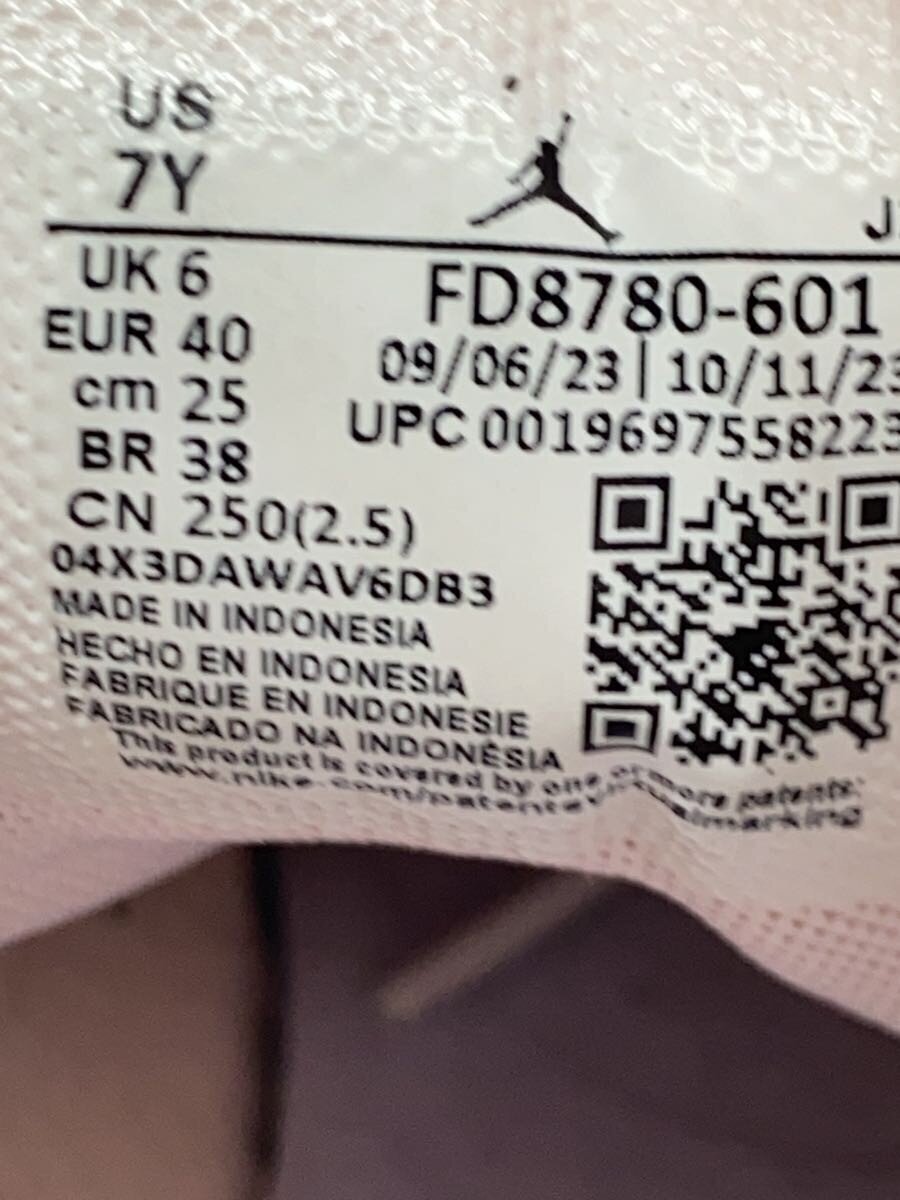 US
7Y
UK 6
EUR 40
cm 25
BR 38
CN 250(2.5)
FD8780-601
09/06/23 | 10/11/23
UPC 0019697558223
04X3DAWAV6DB3
MADE IN INDONESIA
HECHO EN INDONESIA
FABRIQUE EN INDONESIE
FABRICADO NA INDONÉSIA
This product is covered by one or more patents: